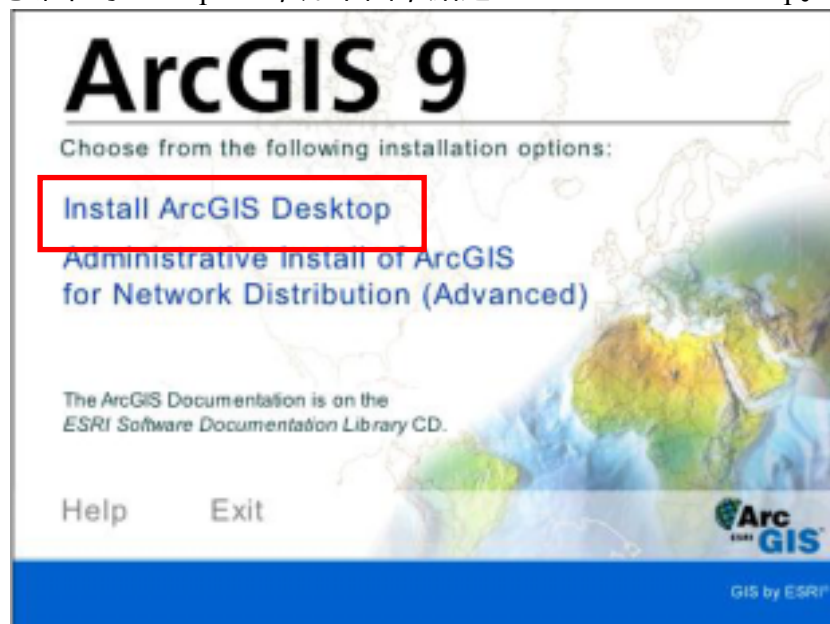 ArcGIS 9
Choose from the following installation options:
Install ArcGIS Desktop
Administrative Install of ArcGIS
for Network Distribution (Advanced)
The ArcGIS Documentation is on the
ESRI Software Documentation Library CD.
Help Exit
Arc
ESRI GIS
GIS by ESRI